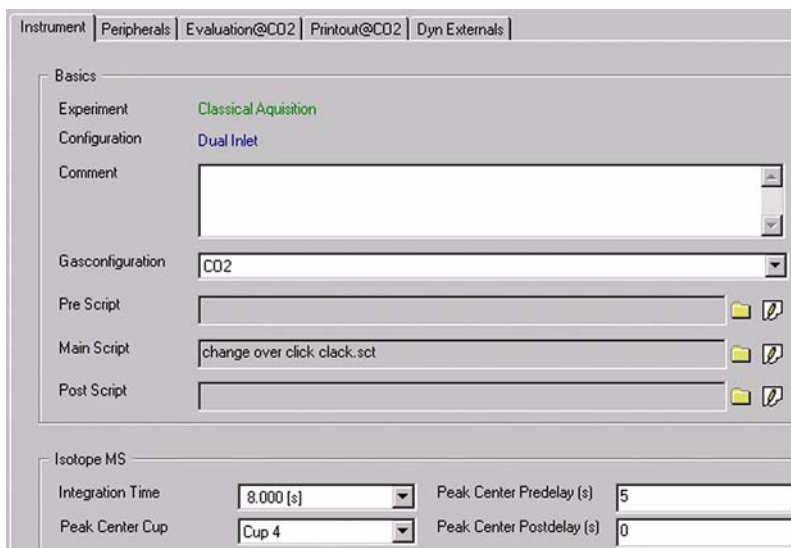 Instrument Peripherals Evaluation@CO2 Printout@CO2 Dyn Externals
Basics
Experiment Classical Aquisition
Configuration Dual Inlet
Comment
Gasconfiguration CO2
Pre Script
Main Script change over click clack.sct
Post Script
Isotope MS
Integration Time 8.000 [s] Peak Center Predelay (s) 5
Peak Center Cup Cup 4 Peak Center Postdelay (s) 0